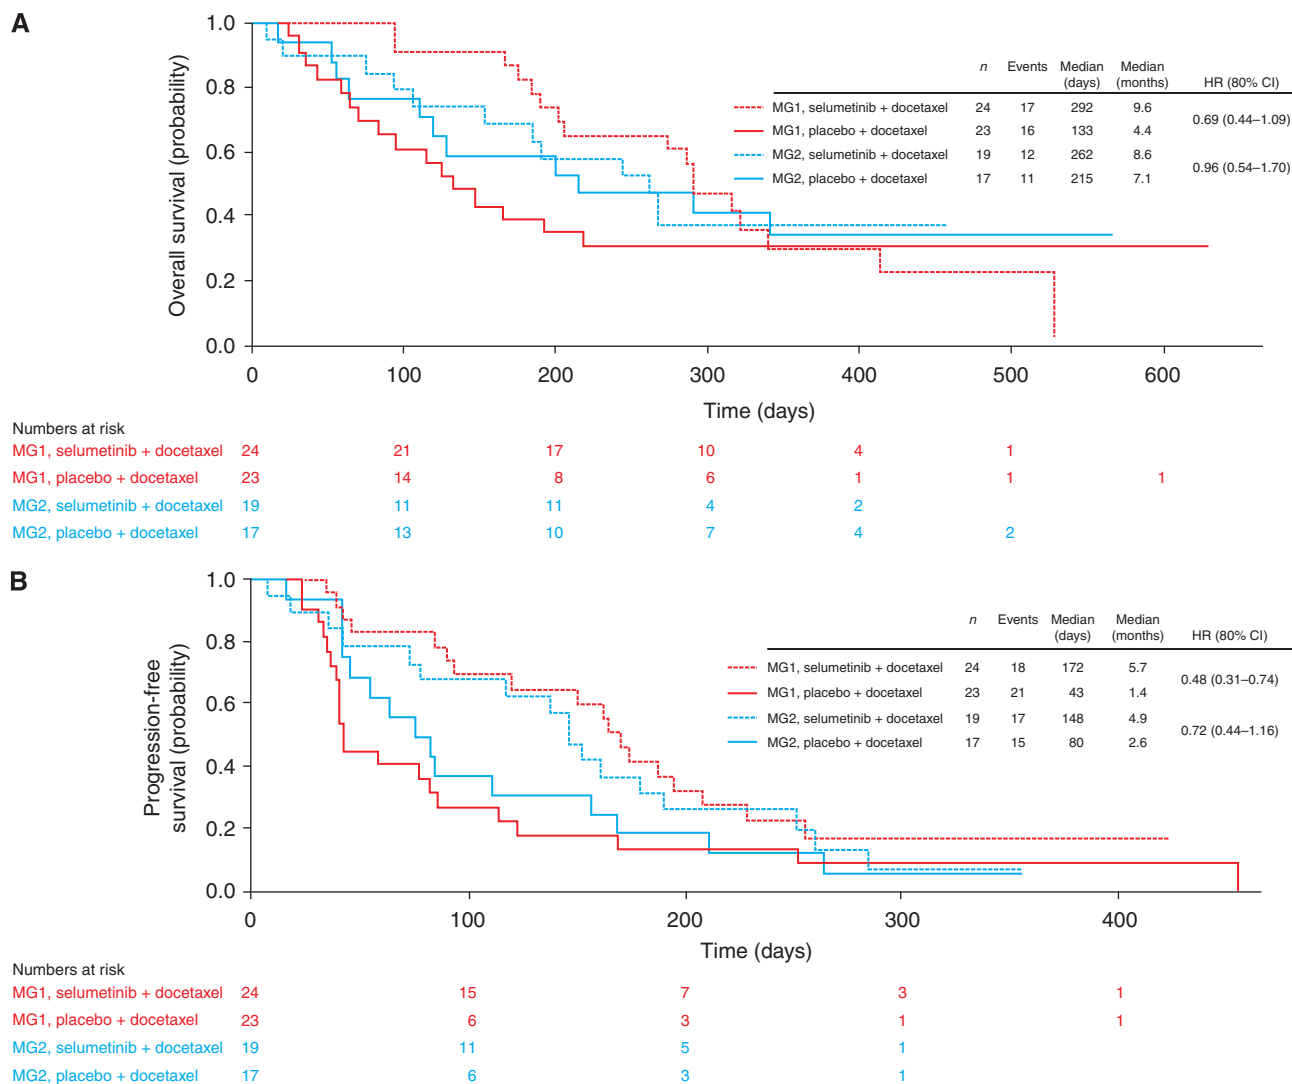 A
Overall survival (probability)
1.0
0.8
0.6
0.4
0.2
0.0
0 100 200 300 400 500 600
Time (days)
n Events Median (days) Median (months) HR (80% CI)
MG1, selumetinib + docetaxel 24 17 292 9.6
0.69 (0.44–1.09)
MG1, placebo + docetaxel 23 16 133 4.4
MG2, selumetinib + docetaxel 19 12 262 8.6
0.96 (0.54–1.70)
MG2, placebo + docetaxel 17 11 215 7.1
Numbers at risk
MG1, selumetinib + docetaxel 24 21 17 10 4 1
MG1, placebo + docetaxel 23 14 8 6 1 1 1
MG2, selumetinib + docetaxel 19 11 11 4 2
MG2, placebo + docetaxel 17 13 10 7 4 2
B
Progression-free
survival (probability)
1.0
0.8
0.6
0.4
0.2
0.0
0 100 200 300 400
Time (days)
n Events Median (days) Median (months) HR (80% CI)
MG1, selumetinib + docetaxel 24 18 172 5.7
0.48 (0.31–0.74)
MG1, placebo + docetaxel 23 21 43 1.4
MG2, selumetinib + docetaxel 19 17 148 4.9
0.72 (0.44–1.16)
MG2, placebo + docetaxel 17 15 80 2.6
Numbers at risk
MG1, selumetinib + docetaxel 24 15 7 3 1
MG1, placebo + docetaxel 23 6 3 1 1
MG2, selumetinib + docetaxel 19 11 5 1
MG2, placebo + docetaxel 17 6 3 1